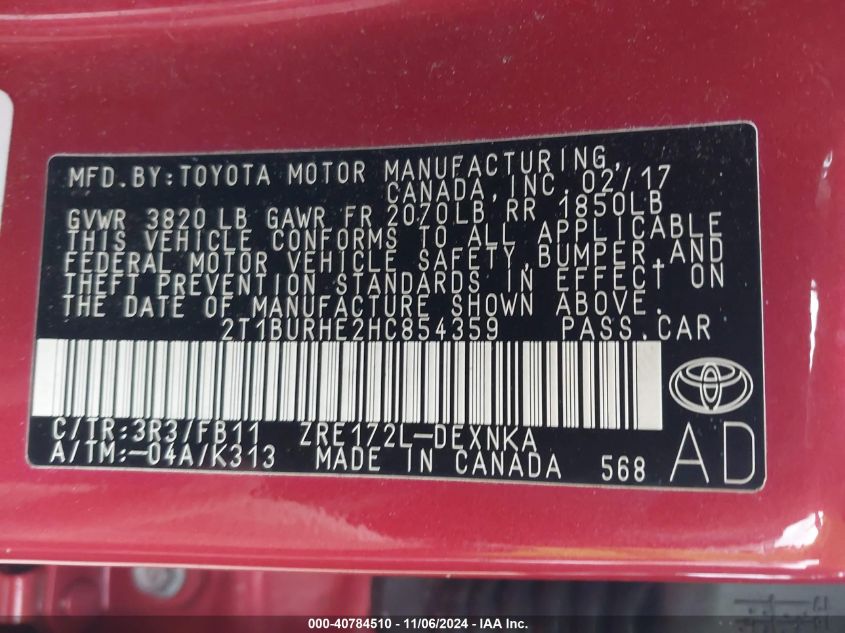 MFD.BY:TOYOTA MOTOR MANUFACTURING,
CANADA,INC. 02/17
GVWR 3820 LB GAWR FR 2070LB RR 1850LB
THIS VEHICLE CONFORMS TO ALL APPLICABLE
FEDERAL MOTOR VEHICLE SAFETY,BUMPER,AND
THEFT PREVENTION STANDARDS IN EFFECT ON
THE DATE OF MANUFACTURE SHOWN ABOVE.
2T1BURHE2HC854359 PASS.CAR
C/TR:3R3/FB11 ZRE172L-DEXNKA
A/TM:-04A/K313 MADE IN CANADA 568
AD
000-40784510 - 11/06/2024 - IAA Inc.